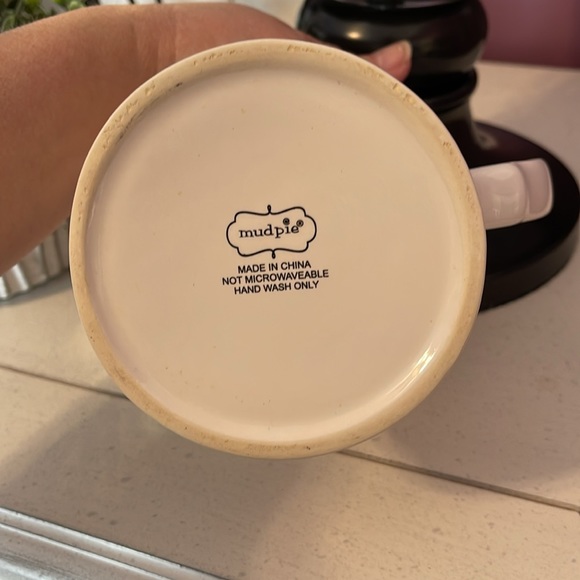 mudpie®
MADE IN CHINA
NOT MICROWAVEABLE
HAND WASH ONLY